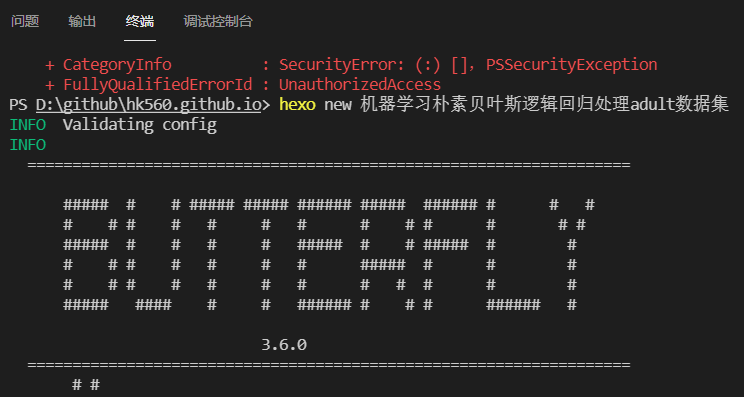 问题 输出 终端 调试控制台
+ CategoryInfo : SecurityError: (:) [], PSSecurityException
+ FullyQualifiedErrorId : UnauthorizedAccess
PS D:\github\hk560.github.io> hexo new 机器学习朴素贝叶斯逻辑回归处理adult数据集
INFO Validating config
INFO
===================================================================
##### # # ##### ##### ###### ##### ###### # # #
# # # # # # # # # # # # #
##### # # # # ##### # # ##### # #
# # # # # # # ##### # # #
# # # # # # # # # # # #
##### #### # # ###### # # # ###### #
3.6.0
===================================================================
# #